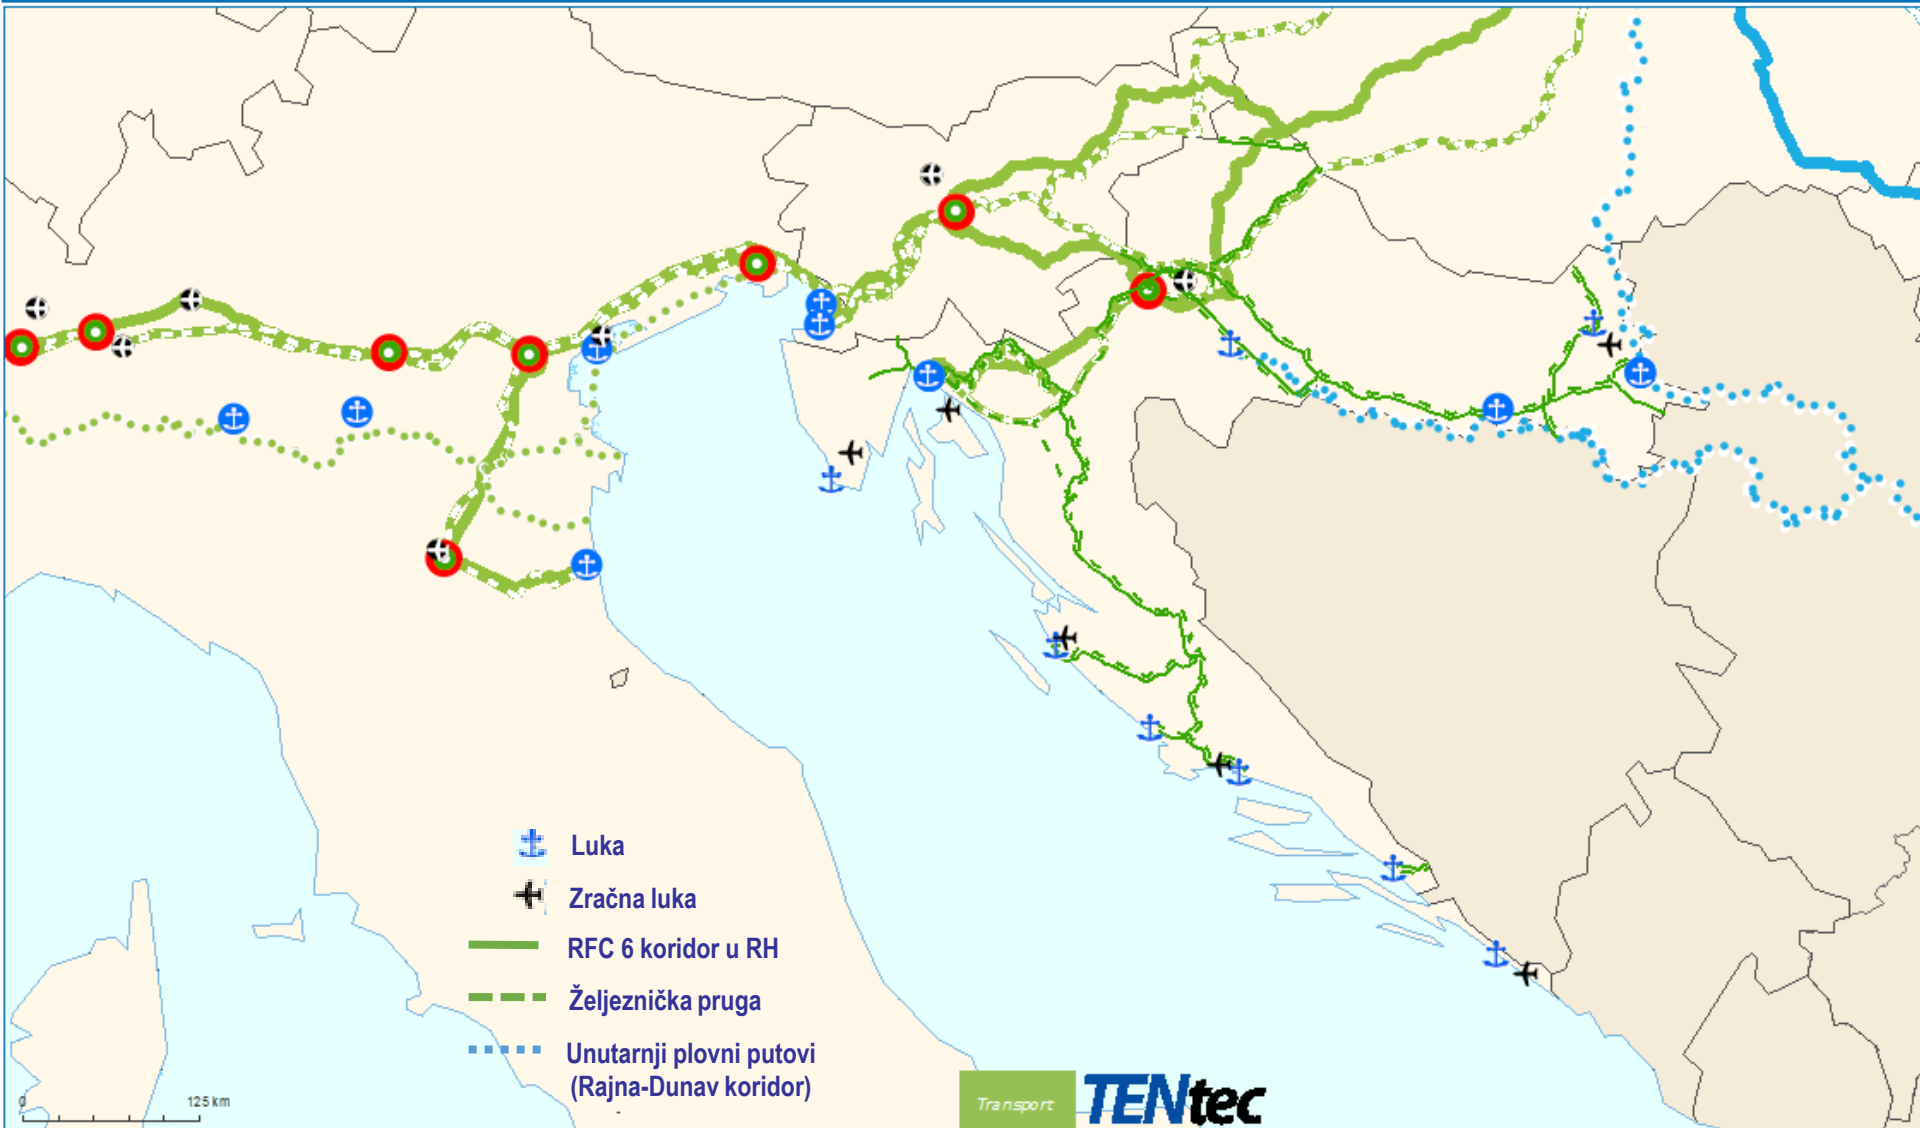 Luka
Zračna luka
RFC 6 koridor u RH
Željeznička pruga
Unutarnji plovni putovi
(Rajna-Dunav koridor)
0
125 km
Transport
TENtec